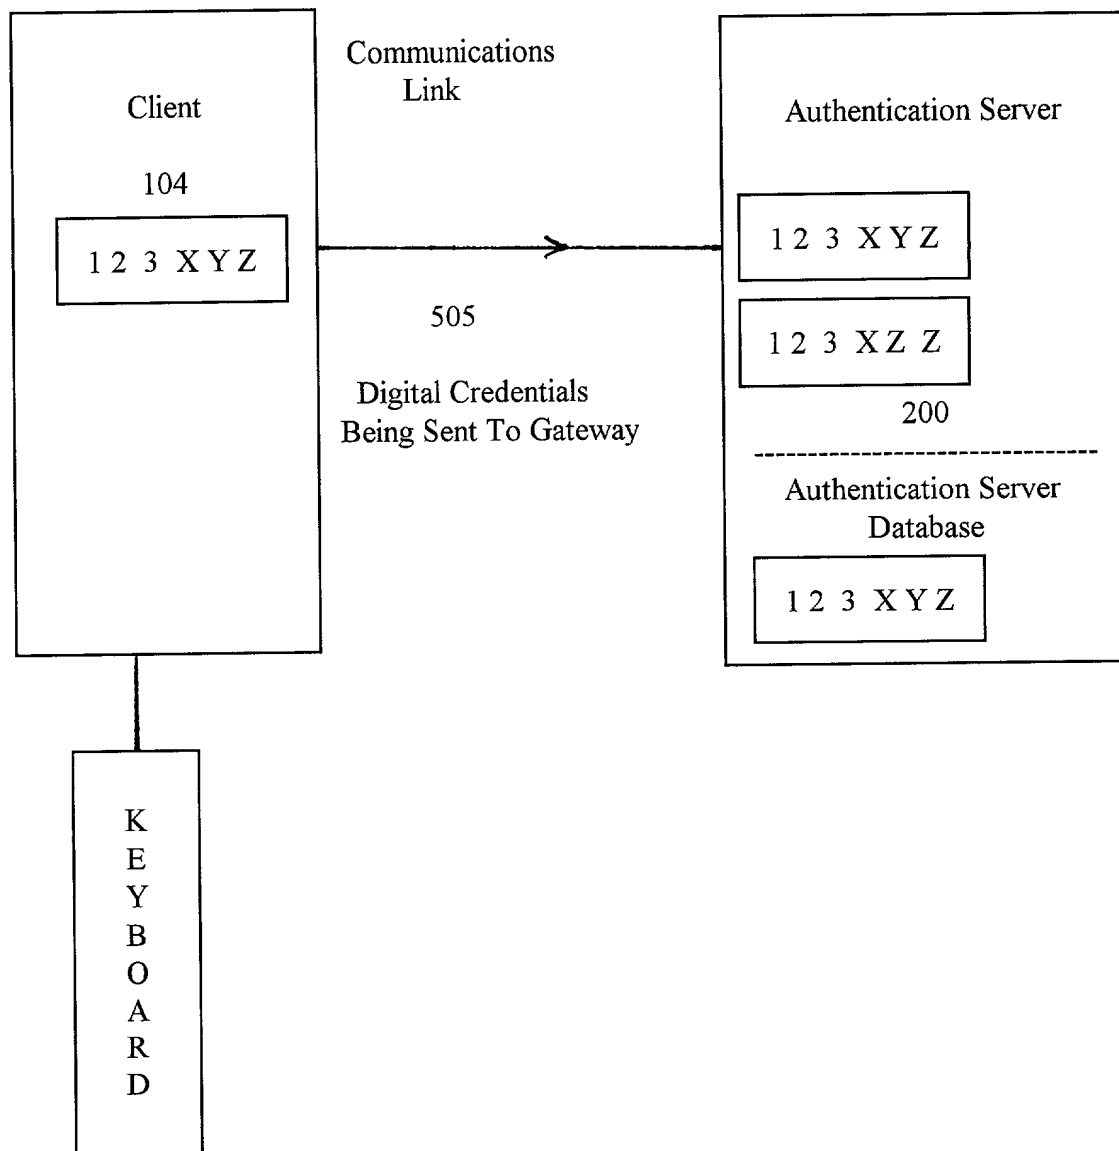 Communications
Link
Client
104
1 2 3 X Y Z
505
Digital Credentials
Being Sent To Gateway
Authentication Server
1 2 3 X Y Z
1 2 3 X Z Z
200
Authentication Server
Database
1 2 3 X Y Z
K
E
Y
B
O
A
R
D